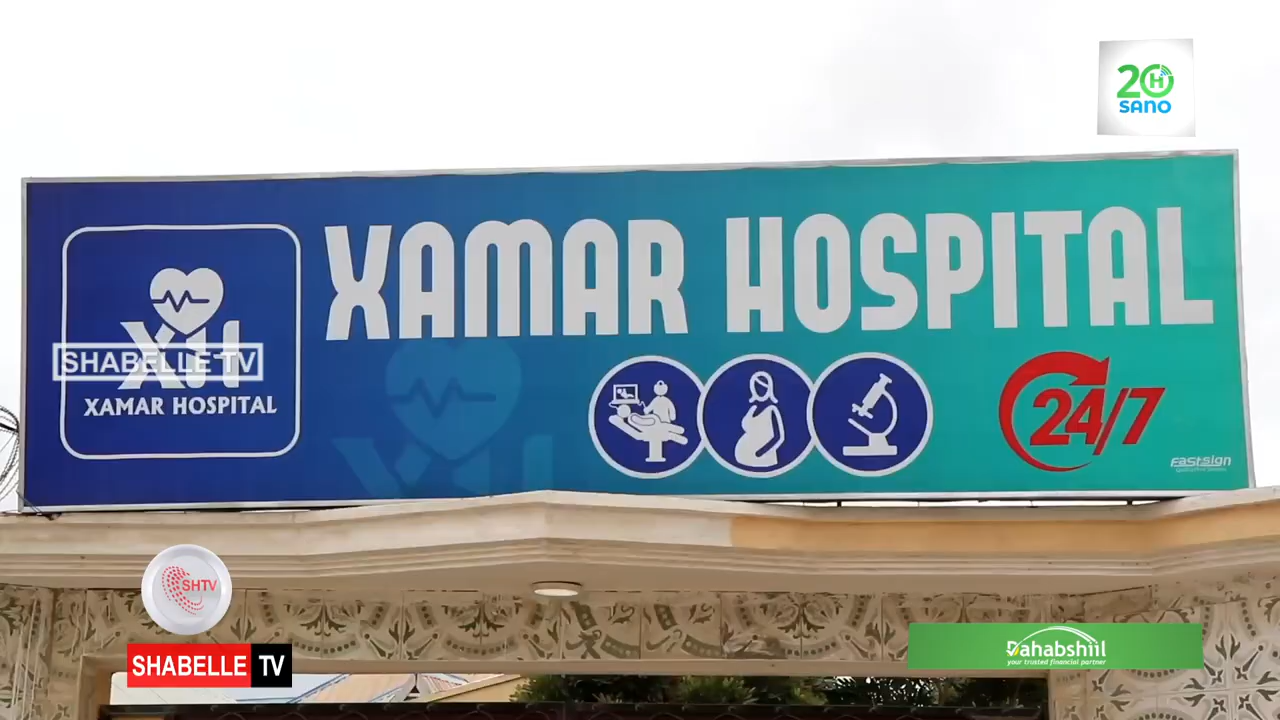 20 H
SANO
XAMAR HOSPITAL
XH
SHABELLE TV
XAMAR HOSPITAL
24/7
Fastsign
SHTV
SHABELLE TV
Dahabshiil
your trusted financial partner